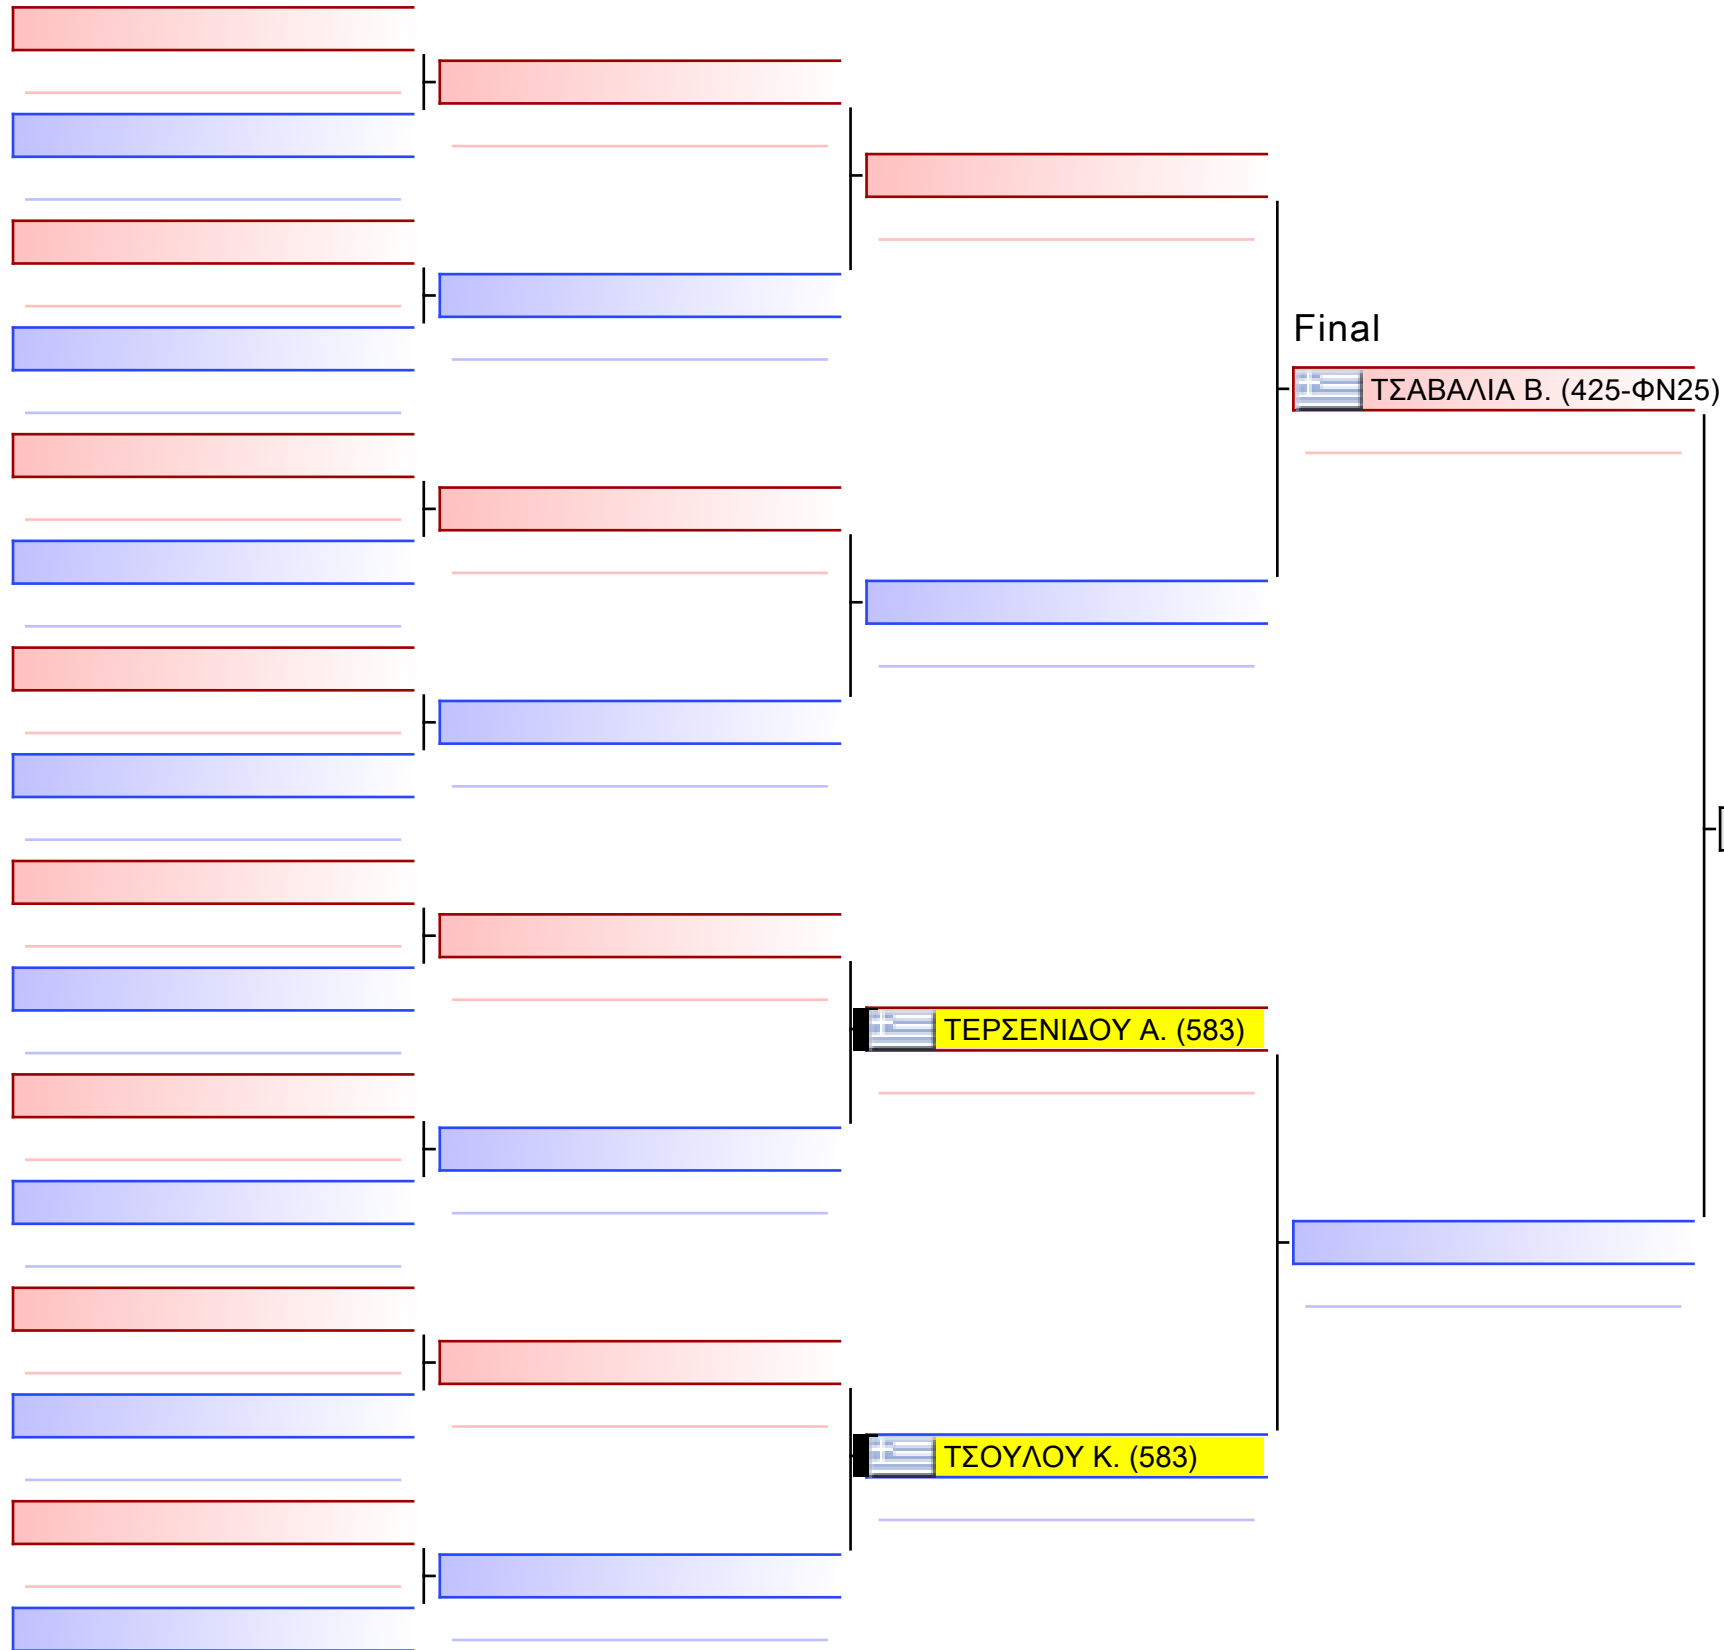 Final
ΤΣΑΒΑΛΙΑ Β. (425-ΦΝ25)
ΤΕΡΣΕΝΙΔΟΥ Α. (583)
ΤΣΟΥΛΟΥ Κ. (583)